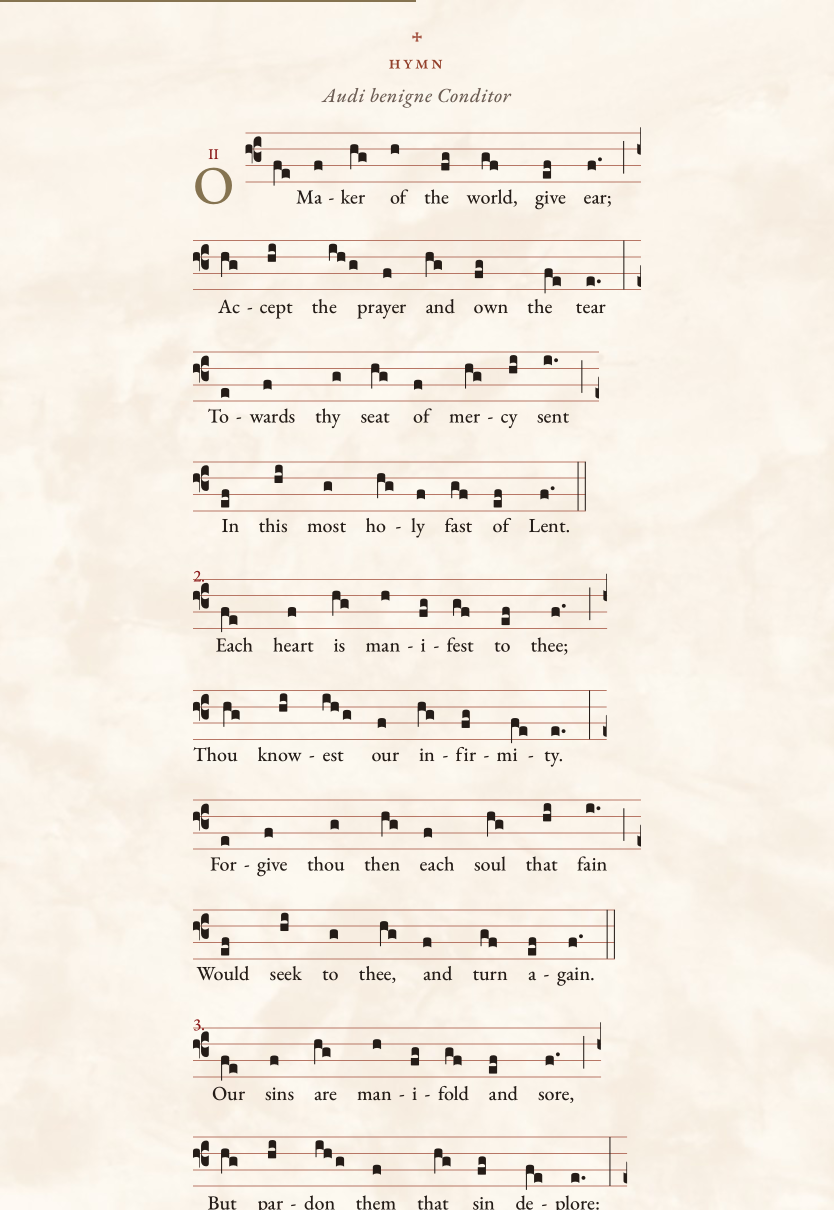 HYMN
Audi benigne Conditor
II
O Ma - ker of the world, give ear;
Ac - cept the prayer and own the tear
To - wards thy seat of mer - cy sent
In this most ho - ly fast of Lent.
2.
Each heart is man - i - fest to thee;
Thou know - est our in - fir - mi - ty.
For - give thou then each soul that fain
Would seek to thee, and turn a - gain.
3.
Our sins are man - i - fold and sore,
But par - don them that sin de - plore: